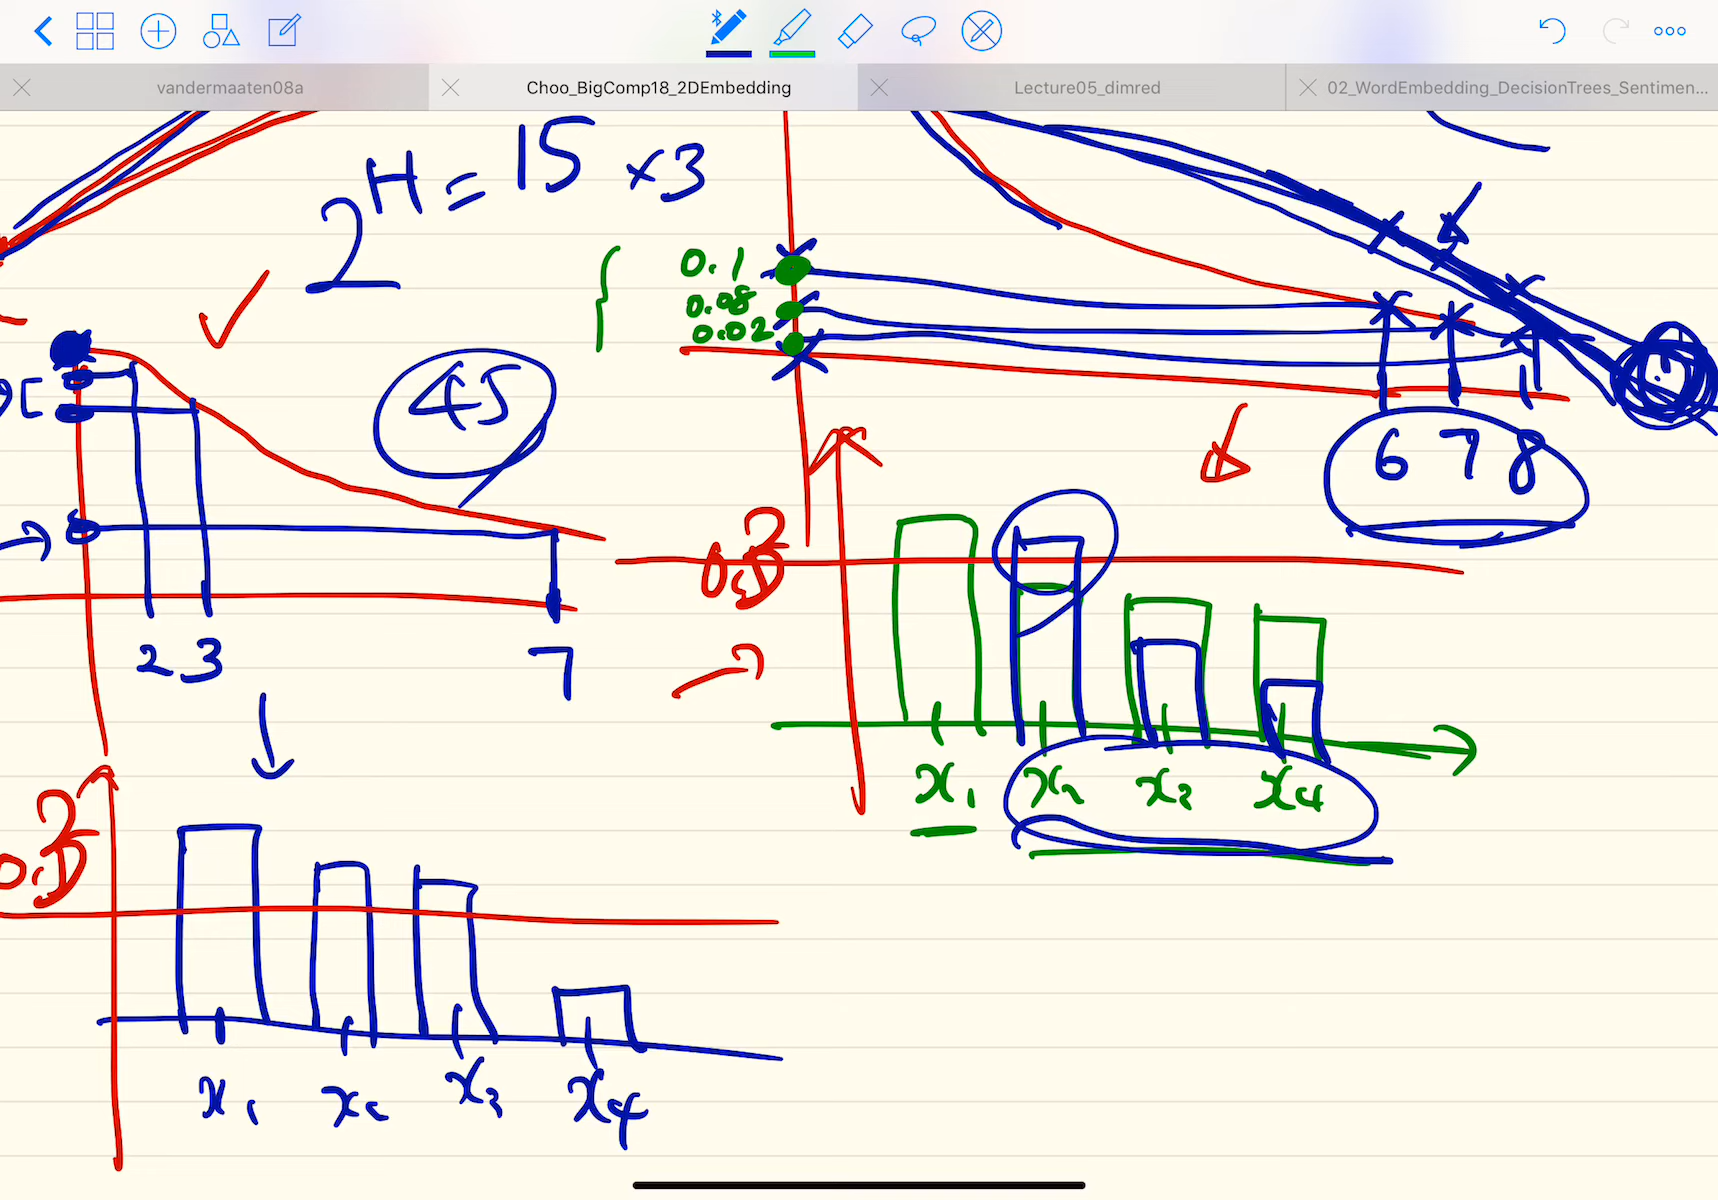 vandermaaten08a
Choo_BigComp18_2DEmbedding
Lecture05_dimred
02_WordEmbedding_DecisionTrees_Sentimen...
2^H = 15 x3
0.1
0.08
0.02
45
6 7 8
2 3 7
x1 x2 x3 x4
x1 x2 x3 x4